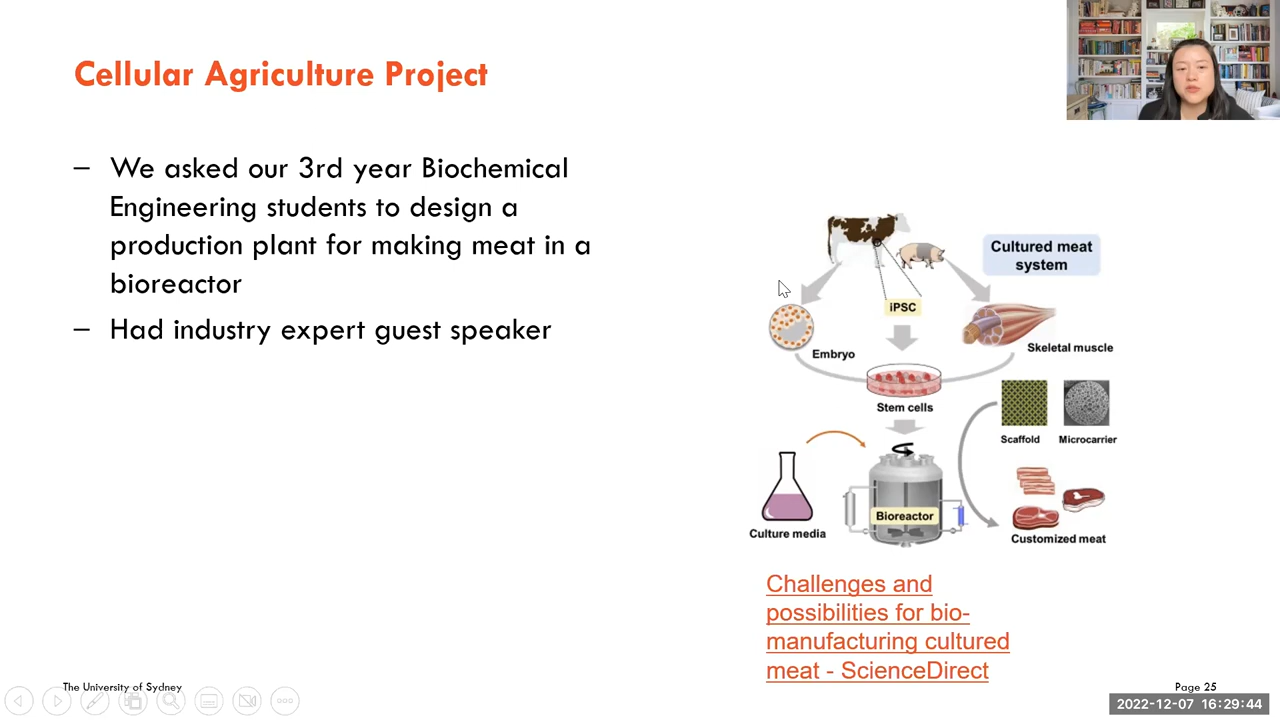 Cellular Agriculture Project
– We asked our 3rd year Biochemical
Engineering students to design a
production plant for making meat in a
bioreactor
– Had industry expert guest speaker
Cultured meat
system
iPSC
Embryo
Skeletal muscle
Stem cells
Scaffold
Microcarrier
Bioreactor
Culture media
Customized meat
Challenges and
possibilities for bio-
manufacturing cultured
meat - ScienceDirect
The University of Sydney
Page 25
2022-12-07 16:29:44